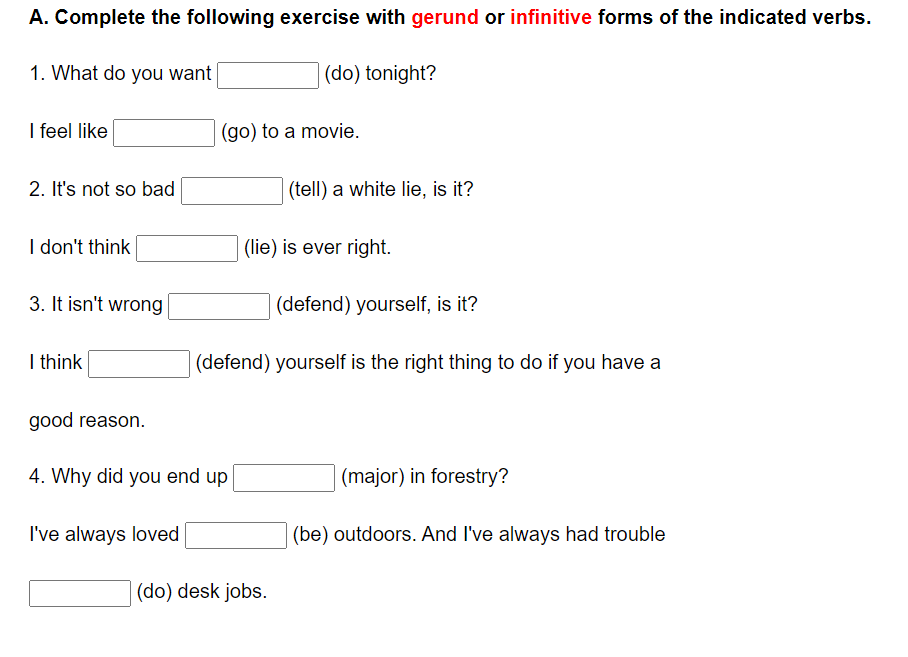 A. Complete the following exercise with gerund or infinitive forms of the indicated verbs.
1. What do you want (do) tonight?
I feel like (go) to a movie.
2. It's not so bad (tell) a white lie, is it?
I don't think (lie) is ever right.
3. It isn't wrong (defend) yourself, is it?
I think (defend) yourself is the right thing to do if you have a
good reason.
4. Why did you end up (major) in forestry?
I've always loved (be) outdoors. And I've always had trouble
(do) desk jobs.